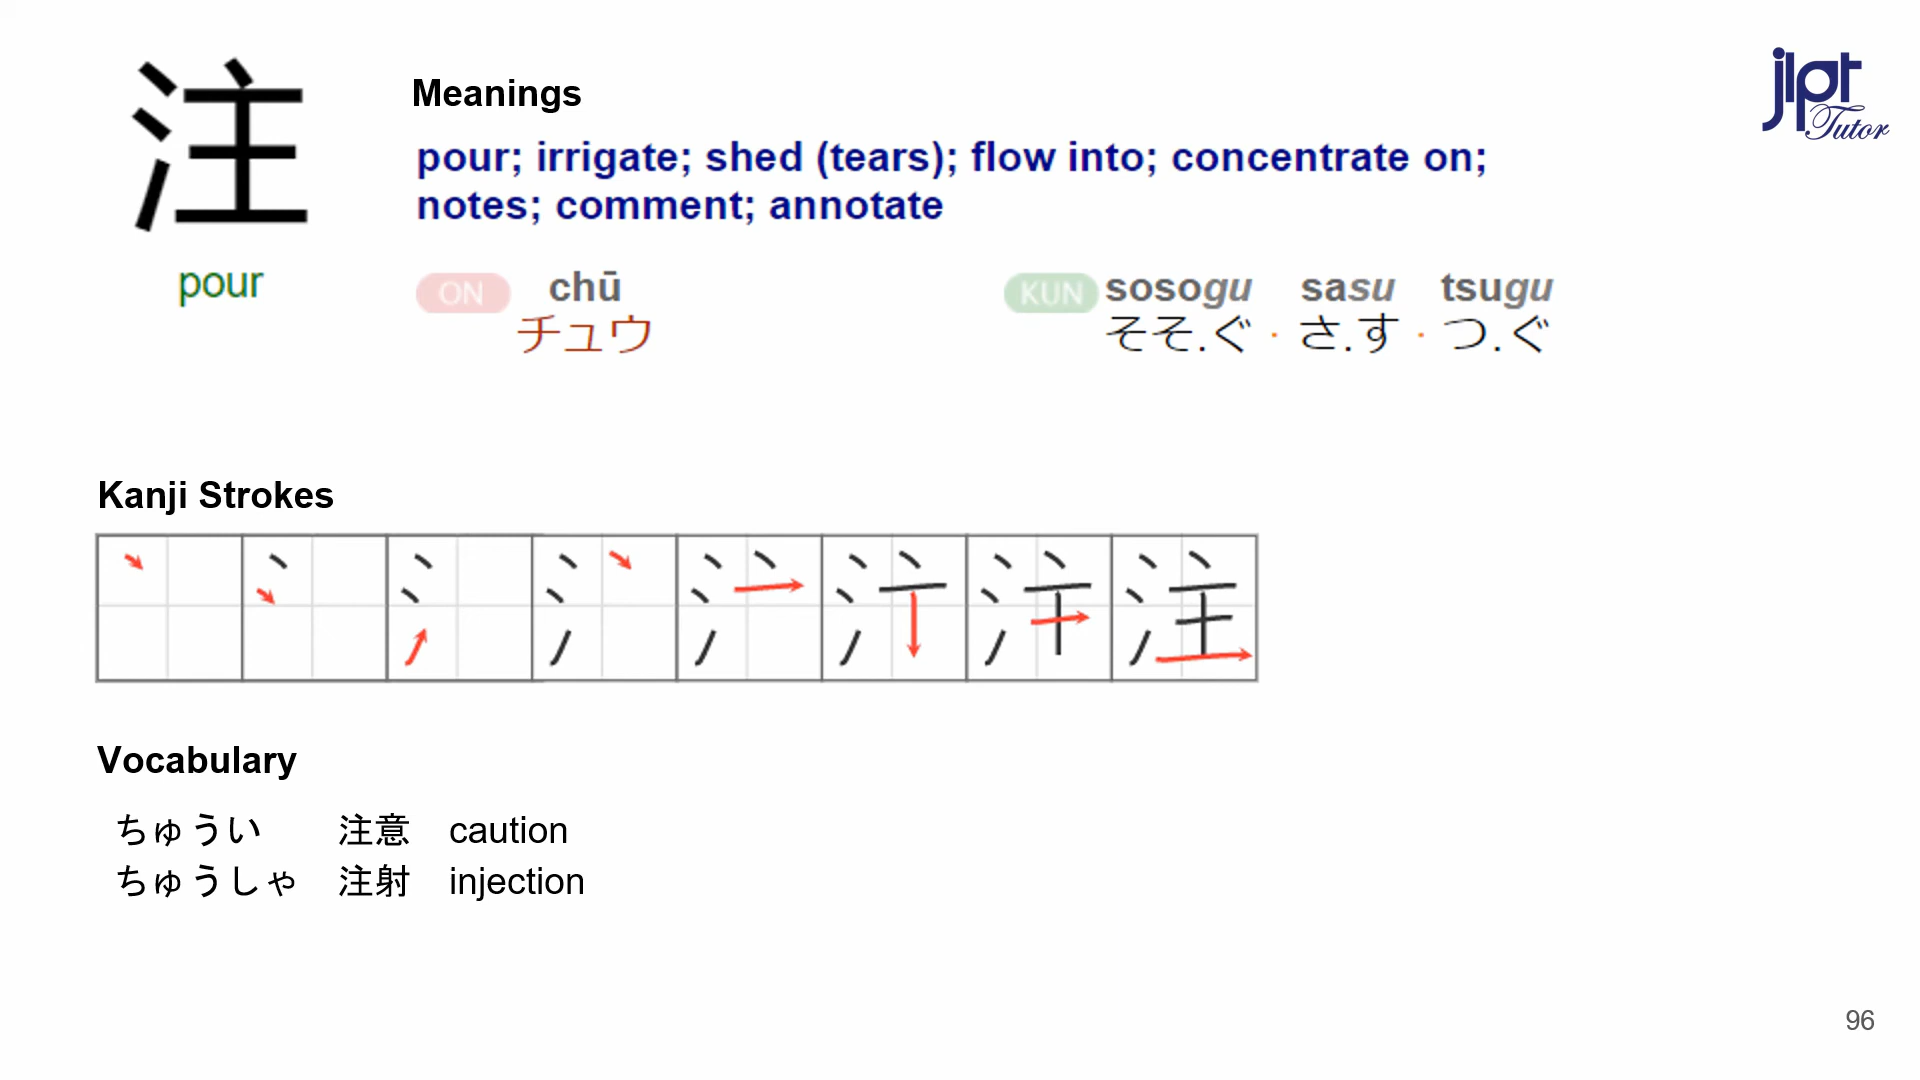 注
pour
Meanings
pour; irrigate; shed (tears); flow into; concentrate on;
notes; comment; annotate
ON chū
チュウ
KUN sosogu sasu tsugu
そそ.ぐ · さ.す · つ.ぐ
jlpt
Tutor
Kanji Strokes
注
Vocabulary
ちゅうい 注意 caution
ちゅうしゃ 注射 injection
96